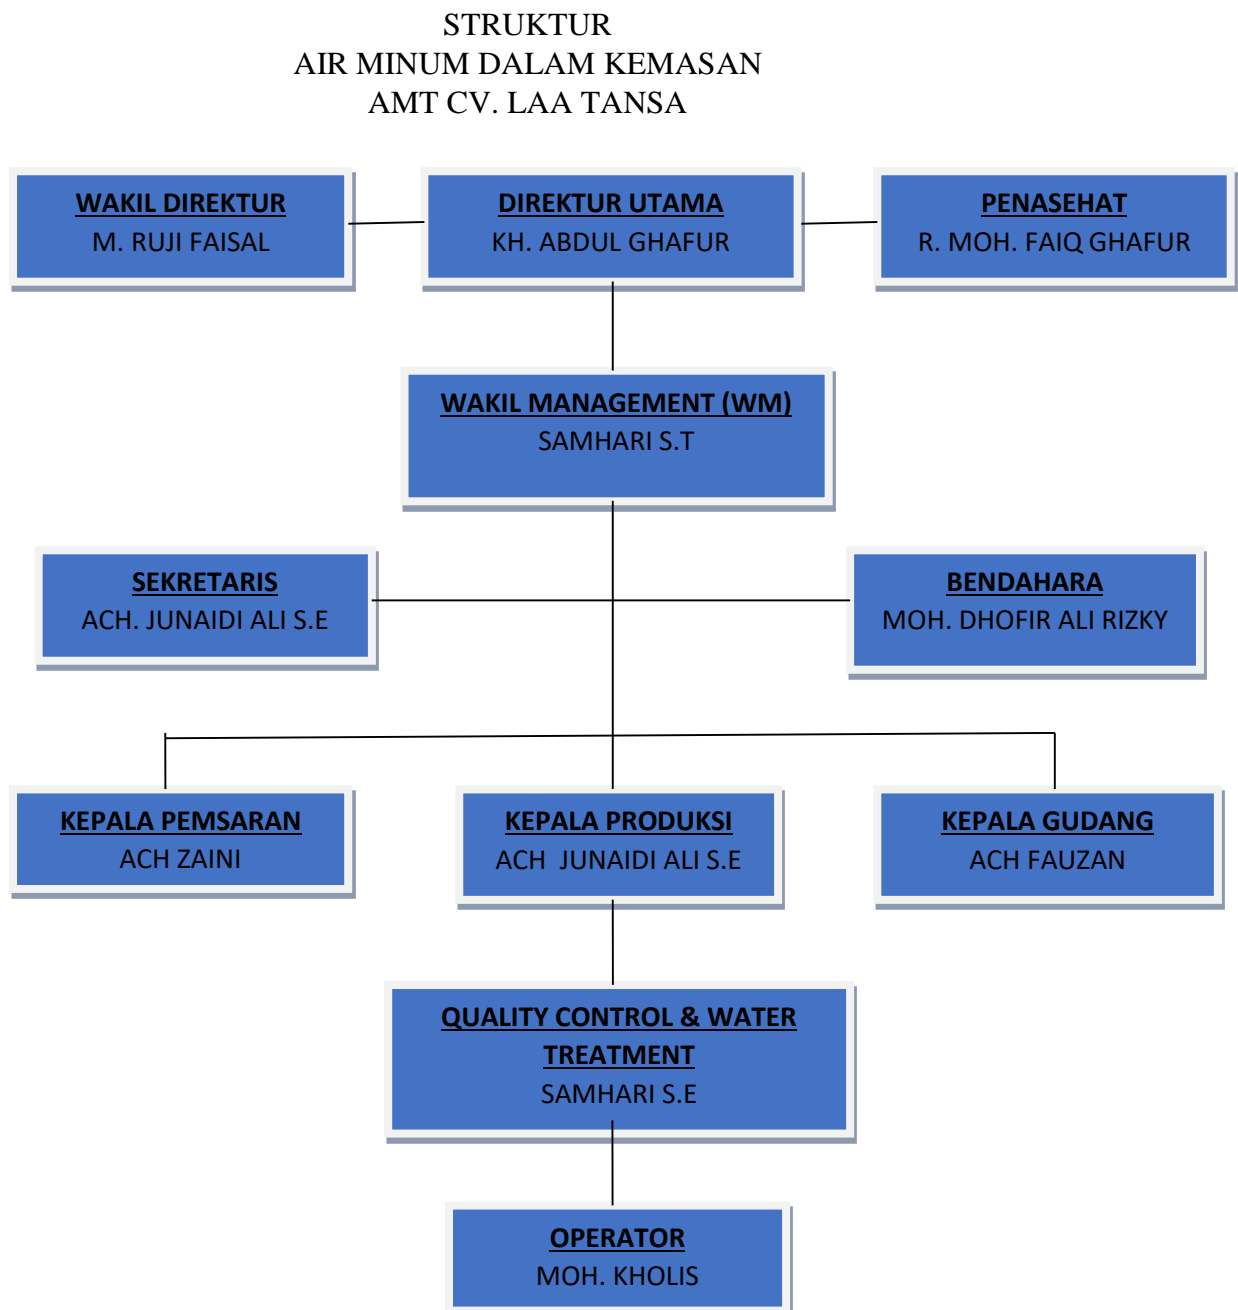 STRUKTUR
AIR MINUM DALAM KEMASAN
AMT CV. LAA TANSA
WAKIL DIREKTUR
M. RUJI FAISAL
DIREKTUR UTAMA
KH. ABDUL GHAFUR
PENASEHAT
R. MOH. FAIQ GHAFUR
WAKIL MANAGEMENT (WM)
SAMHARI S.T
SEKRETARIS
ACH. JUNAIDI ALI S.E
BENDAHARA
MOH. DHOFIR ALI RIZKY
KEPALA PEMSARAN
ACH ZAINI
KEPALA PRODUKSI
ACH  JUNAIDI ALI S.E
KEPALA GUDANG
ACH FAUZAN
QUALITY CONTROL & WATER
TREATMENT
SAMHARI S.E
OPERATOR
MOH. KHOLIS